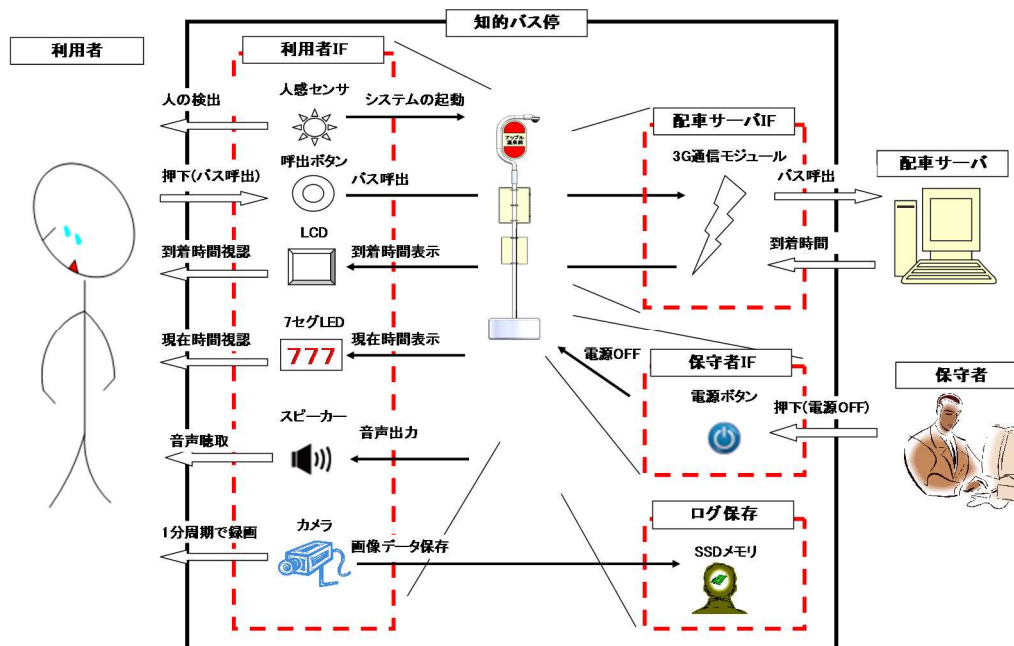 知的バス停
利用者
利用者IF
人感センサ
人の検出
システムの起動
呼出ボタン
押下(バス呼出)
バス呼出
LCD
到着時間視認
到着時間表示
7セグLED
777
現在時間視認
現在時間表示
スピーカー
音声聴取
音声出力
カメラ
1分周期で録画
画像データ保存
アップル
配車サーバIF
3G通信モジュール
バス呼出
到着時間
配車サーバ
保守者IF
電源OFF
電源ボタン
押下(電源OFF)
保守者
ログ保存
SSDメモリ